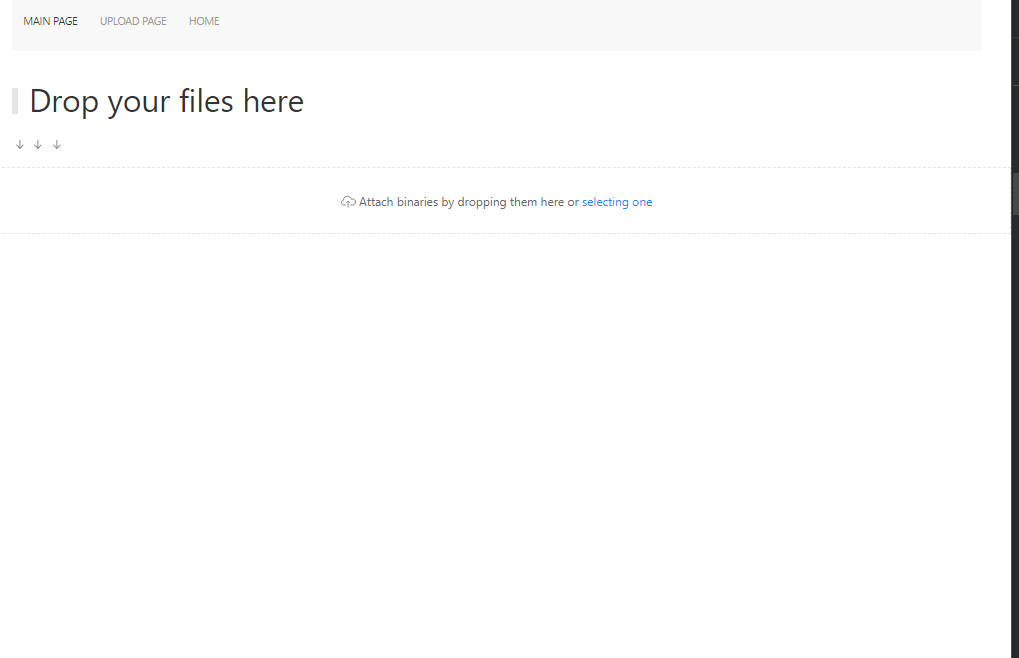 MAIN PAGE UPLOAD PAGE HOME
Drop your files here
↓ ↓ ↓
Attach binaries by dropping them here or selecting one